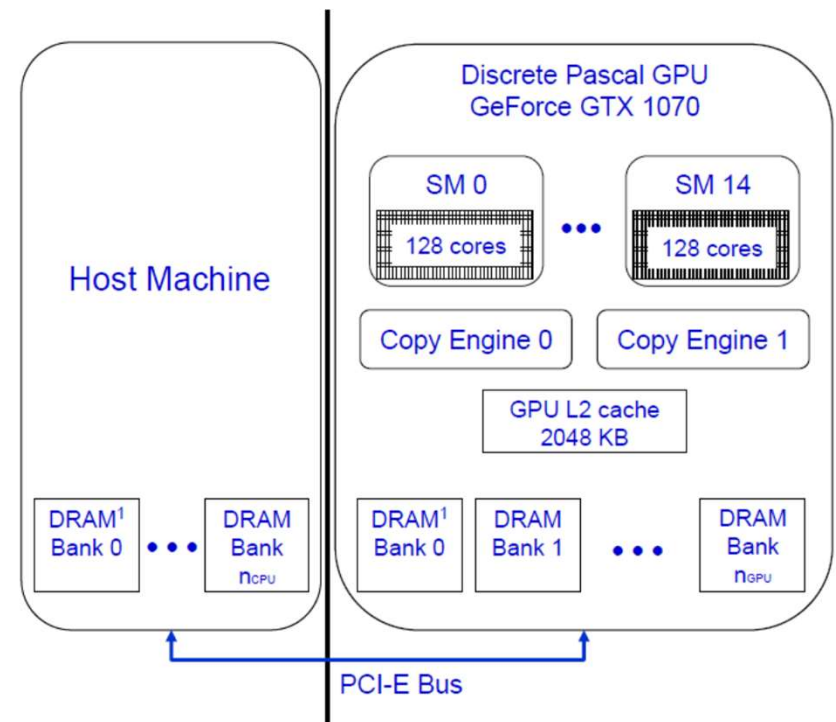 Discrete Pascal GPU
GeForce GTX 1070
SM 0
128 cores
•••
SM 14
128 cores
Host Machine
Copy Engine 0
Copy Engine 1
GPU L2 cache
2048 KB
DRAM¹
Bank 0
•••
DRAM
Bank
nCPU
DRAM¹
Bank 0
DRAM
Bank 1
•••
DRAM
Bank
nGPU
PCI-E Bus